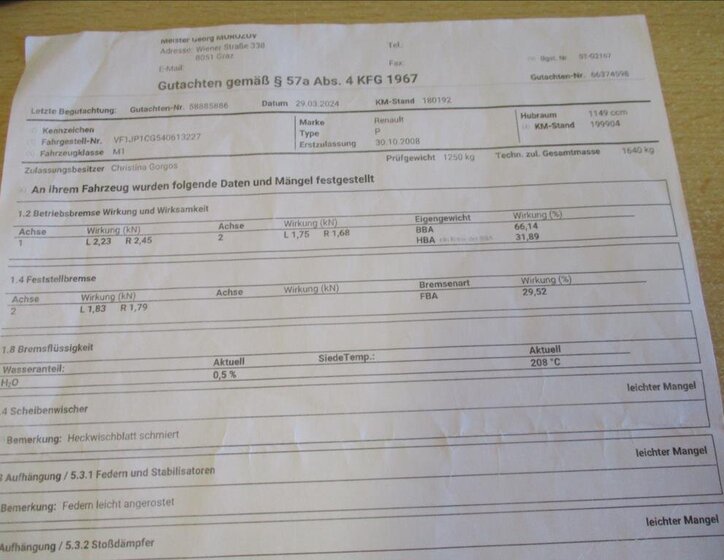 Meister Georg MUROZOV
Adresse: Wiener Straße 338
8051 Graz
Tel.:
E-Mail:
Fax:
Bgst. Nr ST-02167
Gutachten gemäß § 57a Abs. 4 KFG 1967
Gutachten-Nr.: 66374598
Letzte Begutachtung: Gutachten-Nr. 58885886 Datum 29.03.2024 KM-Stand 180192
Kennzeichen
Fahrgestell-Nr. VF1JP1CG540613227
Fahrzeugklasse M1
Marke Renault
Type P
Erstzulassung 30.10.2008
Hubraum 1149 ccm
KM-Stand 199904
Zulassungsbesitzer Christina Gorgos Prüfgewicht 1250 kg Techn. zul. Gesamtmasse 1640 kg
An ihrem Fahrzeug wurden folgende Daten und Mängel festgestellt
1.2 Betriebsbremse Wirkung und Wirksamkeit
Achse Wirkung (kN) Achse Wirkung (kN) Eigengewicht Wirkung (%)
1 L 2,23 R 2,45 2 L 1,75 R 1,68 BBA 66,14
HBA 31,89
1.4 Feststellbremse
Achse Wirkung (kN) Achse Wirkung (kN) Bremsenart Wirkung (%)
2 L 1,83 R 1,79 FBA 29,52
1.8 Bremsflüssigkeit
Wasseranteil: Aktuell SiedeTemp.: Aktuell
H₂O 0,5 % 208 °C
leichter Mangel
.4 Scheibenwischer
Bemerkung: Heckwischblatt schmiert
leichter Mangel
Aufhängung / 5.3.1 Federn und Stabilisatoren
Bemerkung: Federn leicht angerostet
leichter Mangel
Aufhängung / 5.3.2 Stoßdämpfer